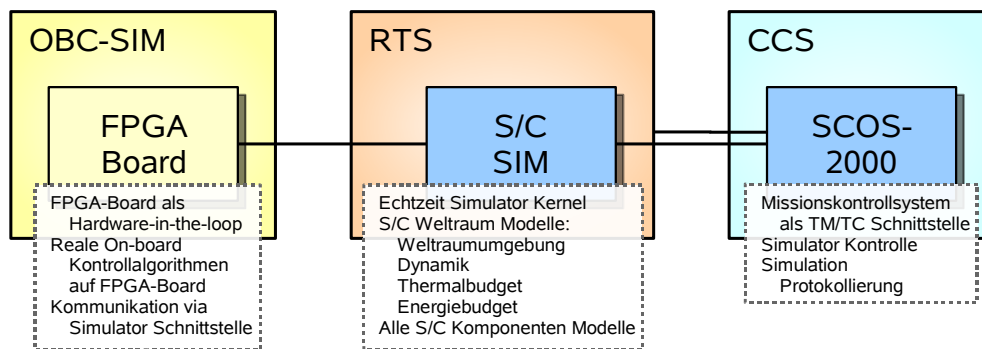 OBC-SIM
FPGA
Board
FPGA-Board als
Hardware-in-the-loop
Reale On-board
Kontrollalgorithmen
auf FPGA-Board
Kommunikation via
Simulator Schnittstelle
RTS
S/C
SIM
Echtzeit Simulator Kernel
S/C Weltraum Modelle:
Weltraumumgebung
Dynamik
Thermalbudget
Energiebudget
Alle S/C Komponenten Modelle
CCS
SCOS-
2000
Missionskontrollsystem
als TM/TC Schnittstelle
Simulator Kontrolle
Simulation
Protokollierung